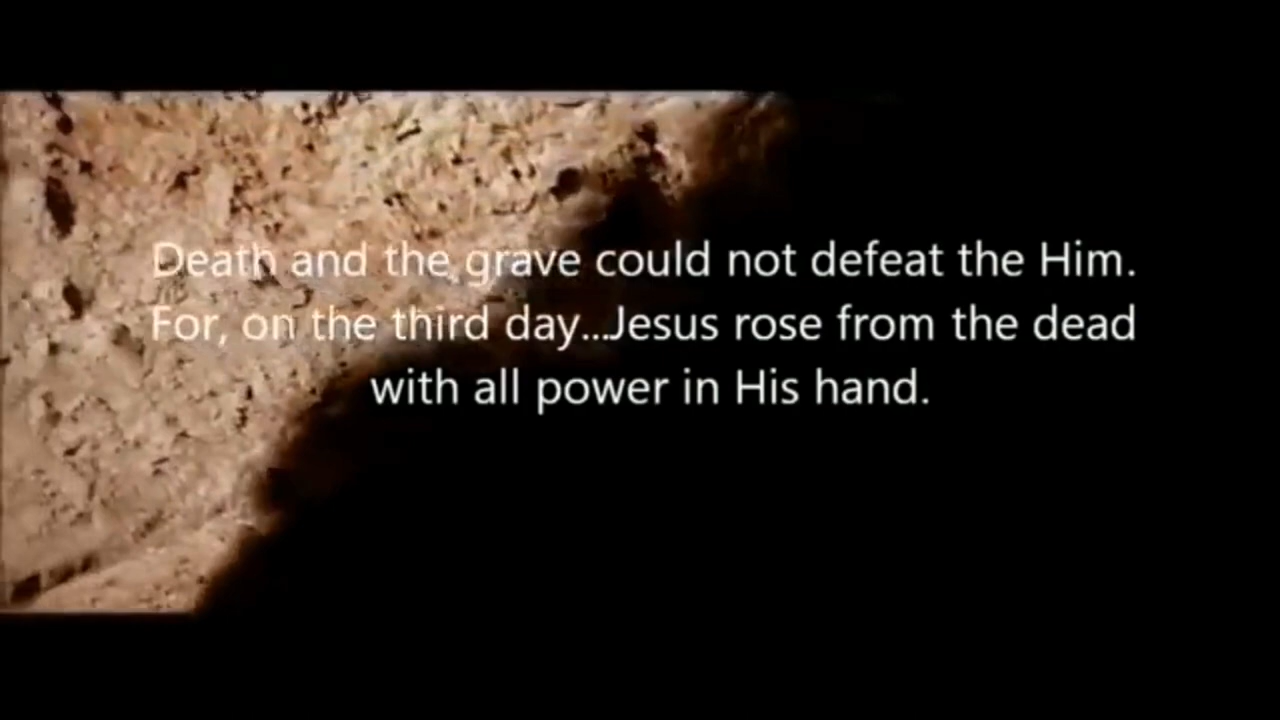 Death and the grave could not defeat the Him.
For, on the third day...Jesus rose from the dead
with all power in His hand.